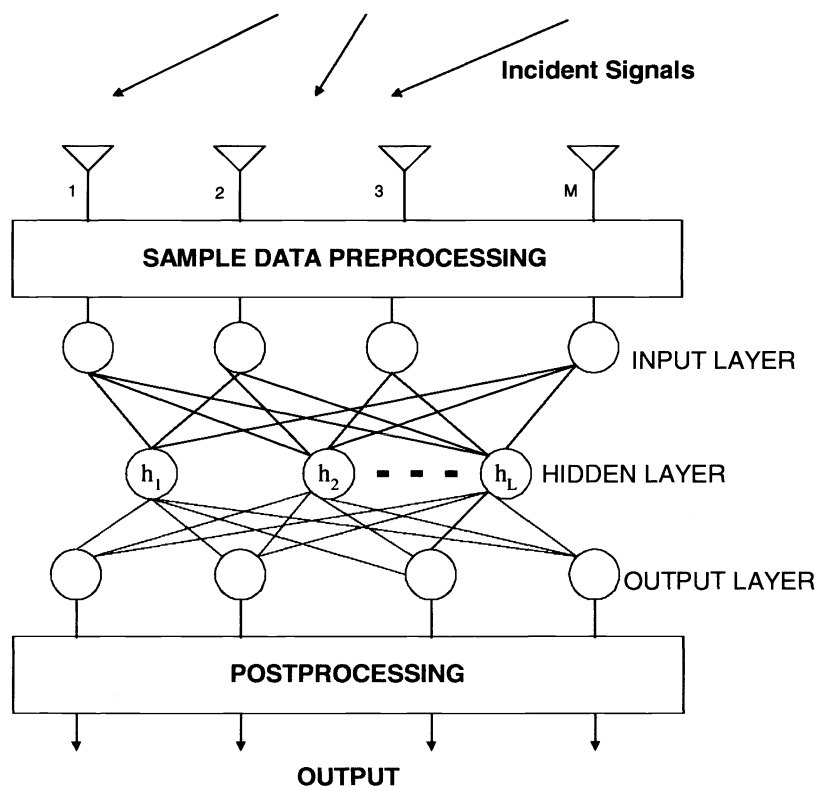 Incident Signals
1 2 3 M
SAMPLE DATA PREPROCESSING
INPUT LAYER
h1 h2 hL HIDDEN LAYER
OUTPUT LAYER
POSTPROCESSING
OUTPUT